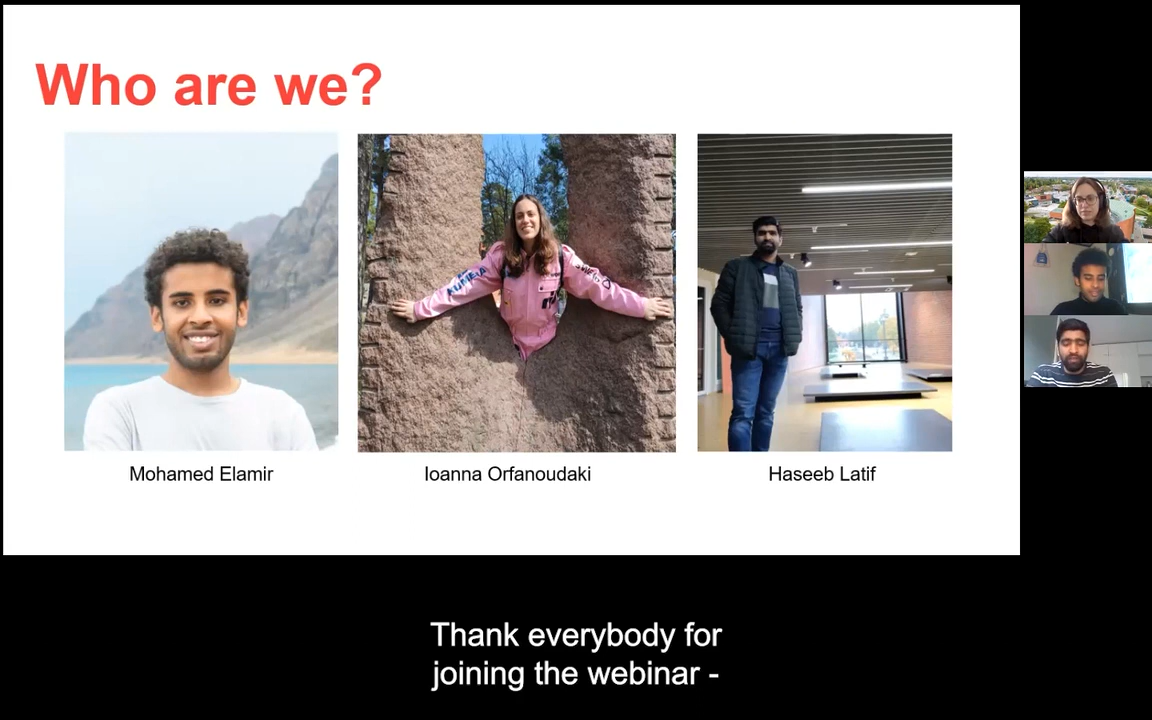 Who are we?
Mohamed Elamir
Ioanna Orfanoudaki
Haseeb Latif
Thank everybody for
joining the webinar -